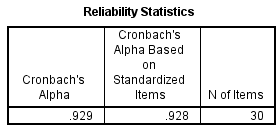 Reliability Statistics
Cronbach's
Alpha Based
on
Cronbach's Standardized
Alpha Items N of Items
.929 .928 30